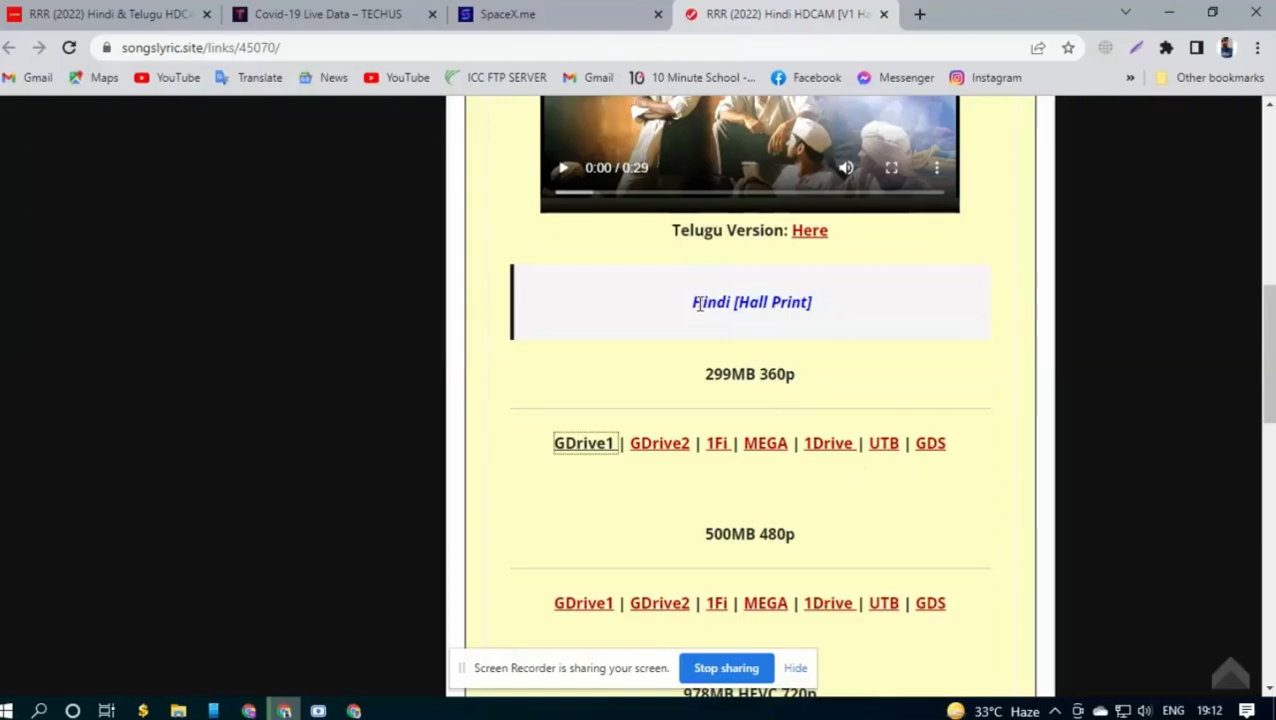 RRR (2022) Hindi & Telugu HDC
Covid-19 Live Data – TECHUS
SpaceX.me
RRR (2022) Hindi HDCAM [V1 Ha
songslyric.site/links/45070/
Gmail
Maps
YouTube
Translate
News
YouTube
ICC FTP SERVER
Gmail
10 Minute School -...
Facebook
Messenger
Instagram
»
Other bookmarks
0:00 / 0:29
Telugu Version: Here
Hindi [Hall Print]
299MB 360p
GDrive1 | GDrive2 | 1Fi | MEGA | 1Drive | UTB | GDS
500MB 480p
GDrive1 | GDrive2 | 1Fi | MEGA | 1Drive | UTB | GDS
Screen Recorder is sharing your screen.
Stop sharing
Hide
978MB HEVC 720p
33°C Haze
ENG
19:12